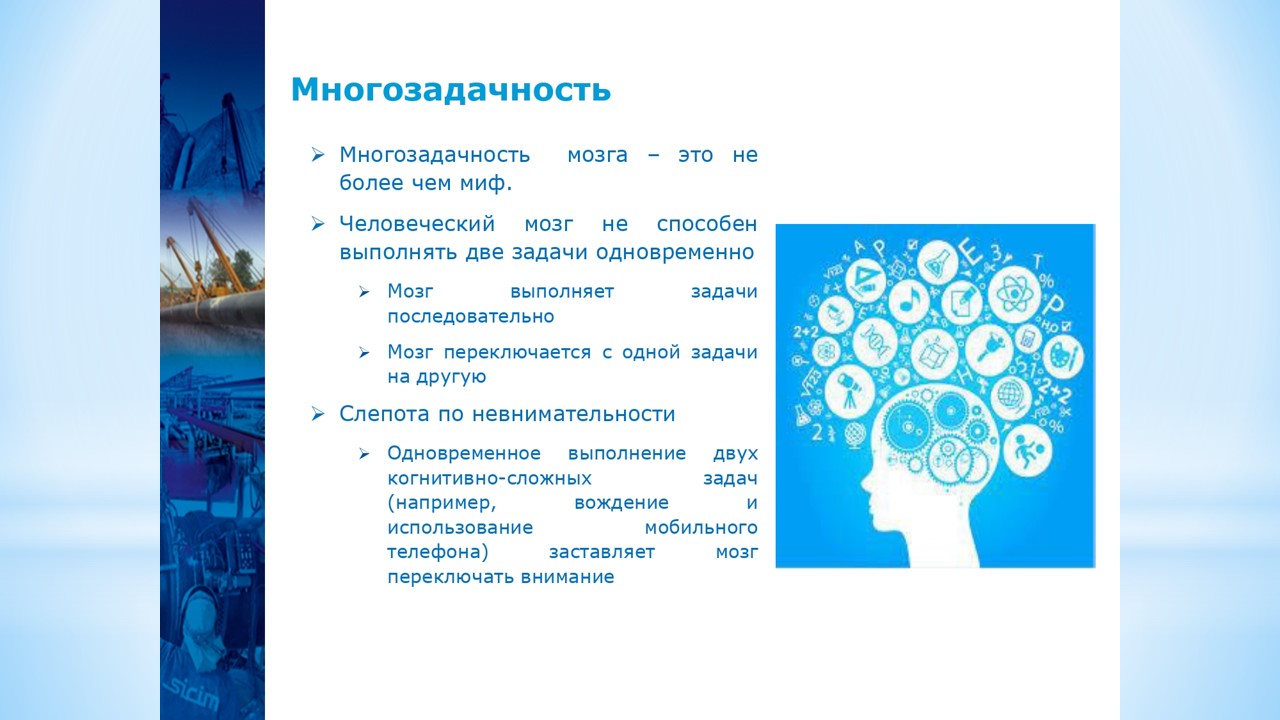 Многозадачность
➢ Многозадачность мозга – это не
более чем миф.
➢ Человеческий мозг не способен
выполнять две задачи одновременно
➢ Мозг выполняет задачи
последовательно
➢ Мозг переключается с одной задачи
на другую
➢ Слепота по невнимательности
➢ Одновременное выполнение двух
когнитивно-сложных задач
(например, вождение и
использование мобильного
телефона) заставляет мозг
переключать внимание
sicim